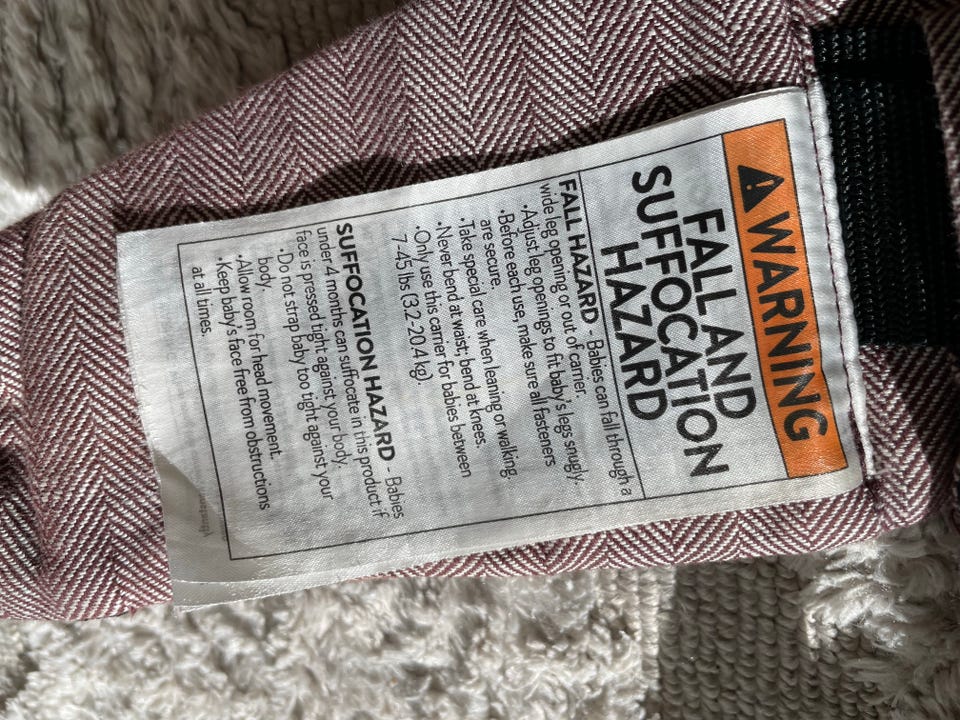 WARNING
FALL AND
SUFFOCATION
HAZARD
FALL HAZARD - Babies can fall through a
wide leg opening or out of carrier.
•Adjust leg openings to fit baby's legs snugly.
•Before each use, make sure all fasteners
are secure.
•Take special care when leaning or walking.
•Never bend at waist; bend at knees.
•Only use this carrier for babies between
7-45 lbs (3.2-20.4 kg).
SUFFOCATION HAZARD - Babies
under 4 months can suffocate in this product if
face is pressed tight against your body.
•Do not strap baby too tight against your
body.
•Allow room for head movement.
•Keep baby's face free from obstructions
at all times.